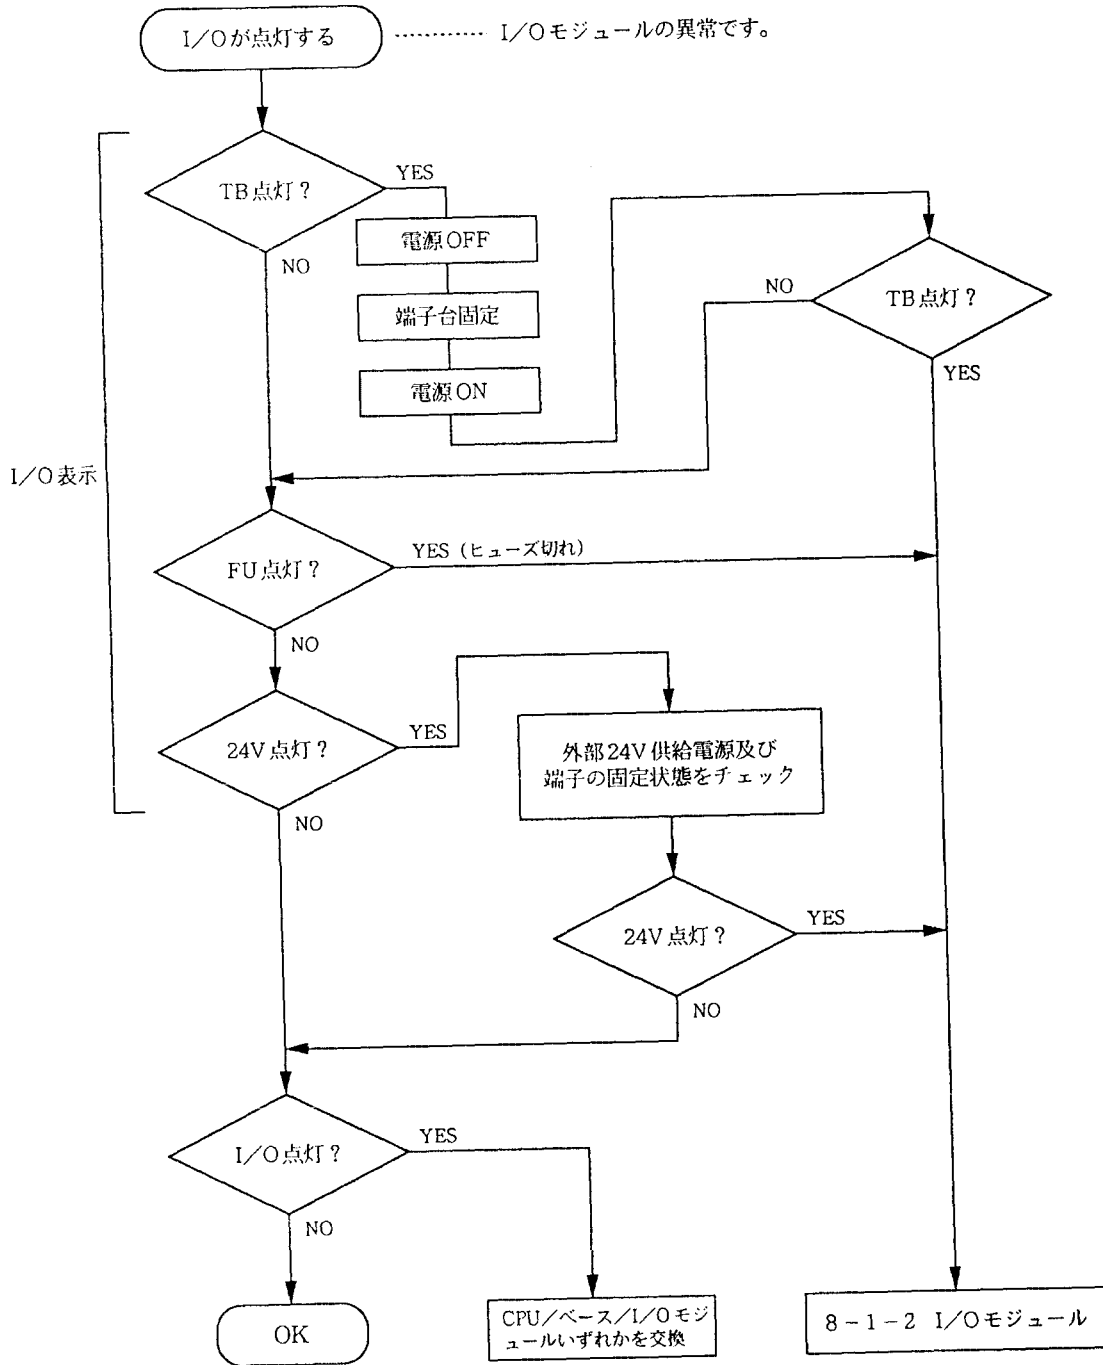 I/Oが点灯する ············ I/Oモジュールの異常です。
TB点灯?
YES
NO
電源OFF
端子台固定
電源ON
TB点灯?
NO
YES
I/O表示
FU点灯?
YES(ヒューズ切れ)
NO
24V点灯?
YES
NO
外部24V供給電源及び
端子の固定状態をチェック
24V点灯?
YES
NO
I/O点灯?
YES
NO
OK
CPU/ベース/I/Oモジ
ュールいずれかを交換
8-1-2 I/Oモジュール